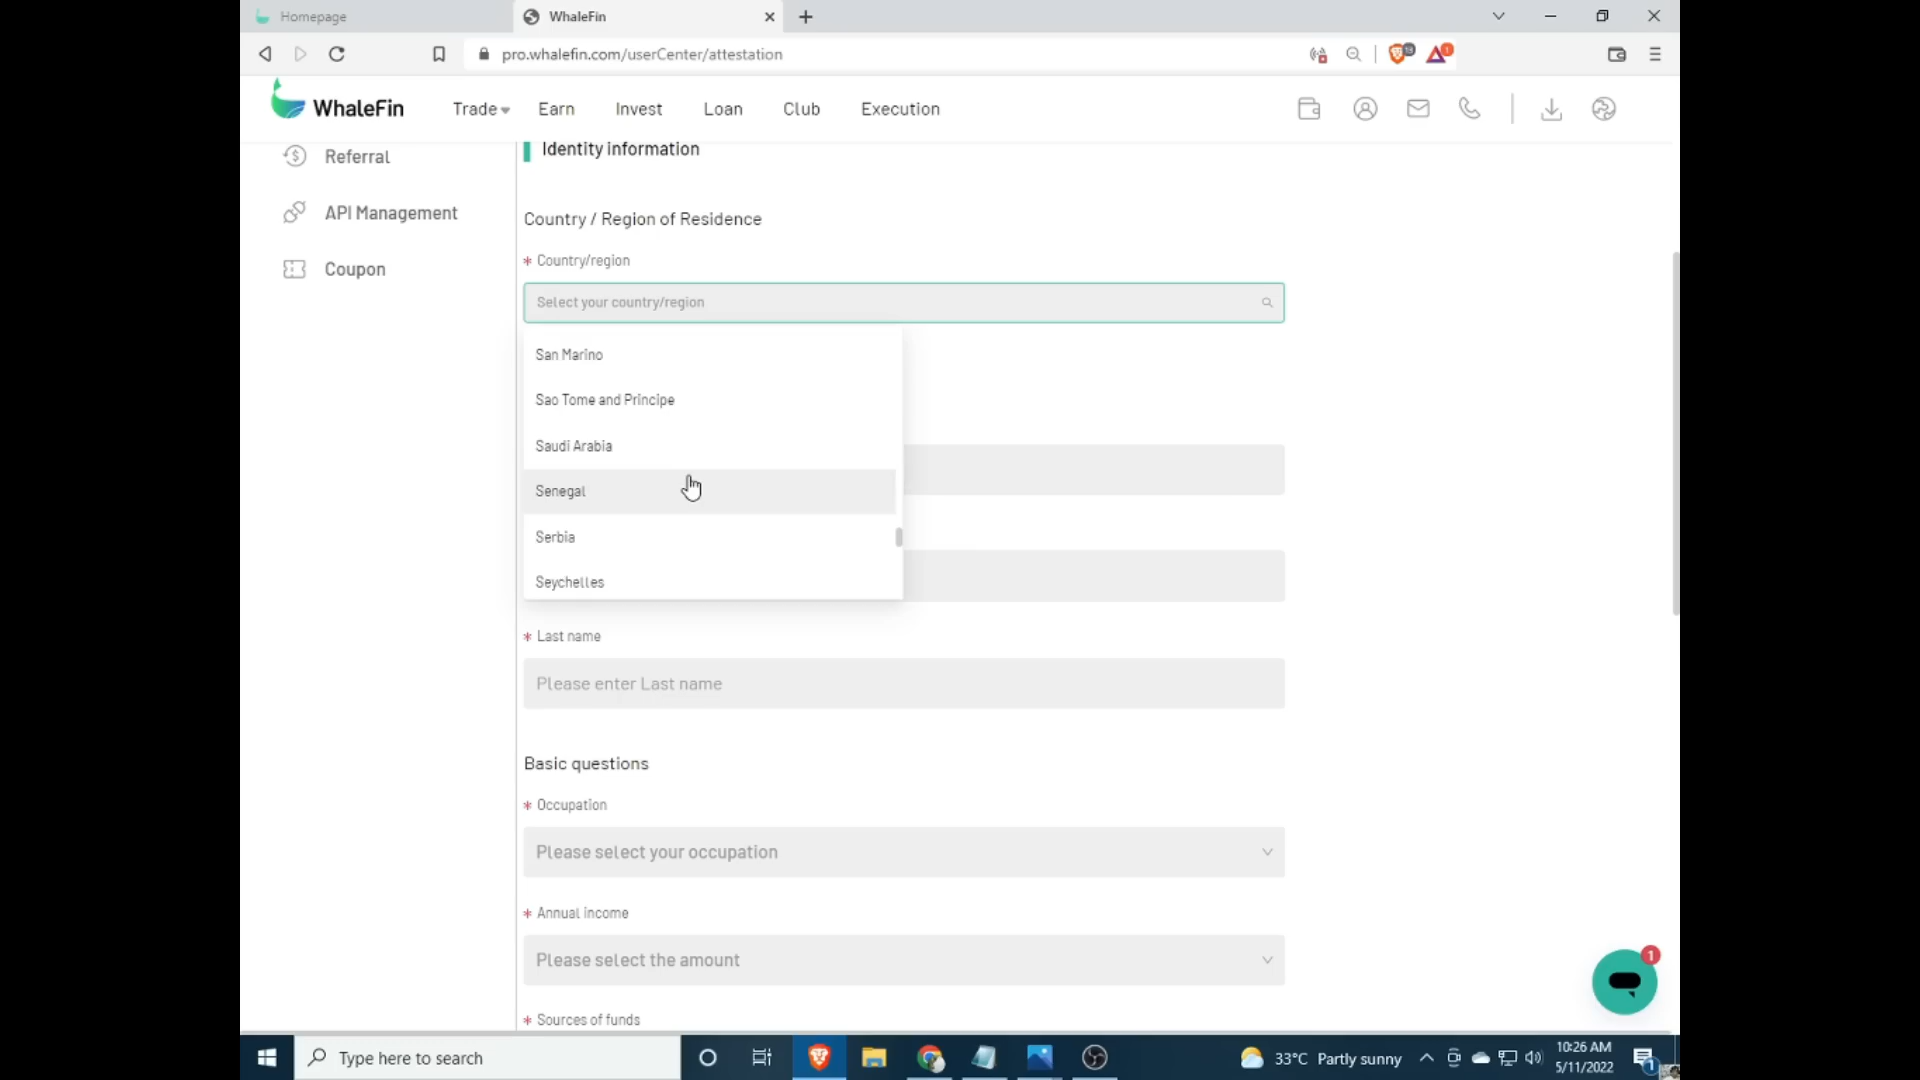 Homepage
WhaleFin
pro.whalefin.com/userCenter/attestation
WhaleFin
Trade
Earn
Invest
Loan
Club
Execution
Referral
API Management
Coupon
Identity information
Country / Region of Residence
* Country/region
Select your country/region
San Marino
Sao Tome and Principe
Saudi Arabia
Senegal
Serbia
Seychelles
* Last name
Please enter Last name
Basic questions
* Occupation
Please select your occupation
* Annual income
Please select the amount
* Sources of funds
1
Type here to search
33°C Partly sunny
10:26 AM
5/11/2022
1